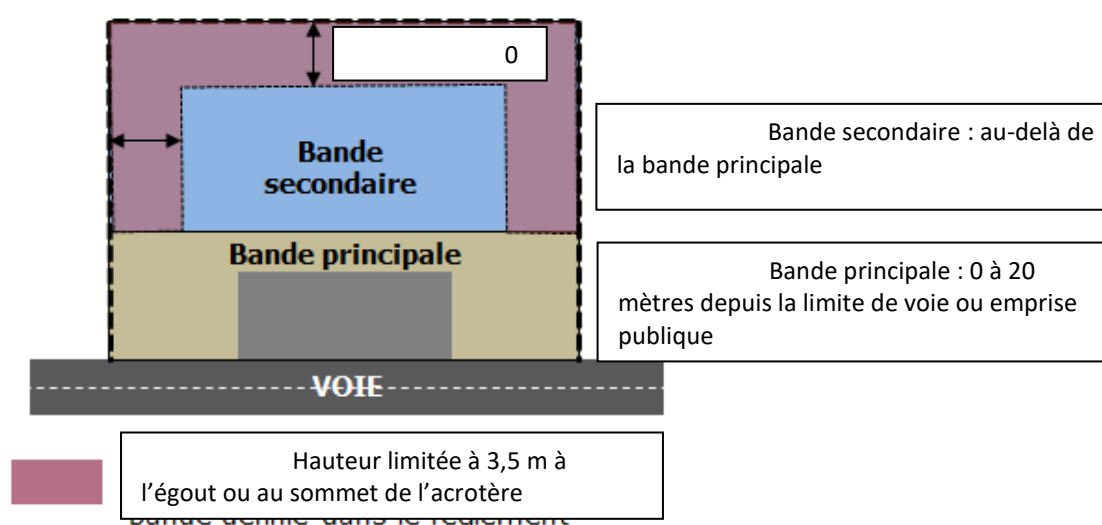 0
Bande
secondaire
Bande secondaire : au-delà de
la bande principale
Bande principale
Bande principale : 0 à 20
mètres depuis la limite de voie ou emprise
publique
VOIE
Hauteur limitée à 3,5 m à
l’égout ou au sommet de l’acrotère